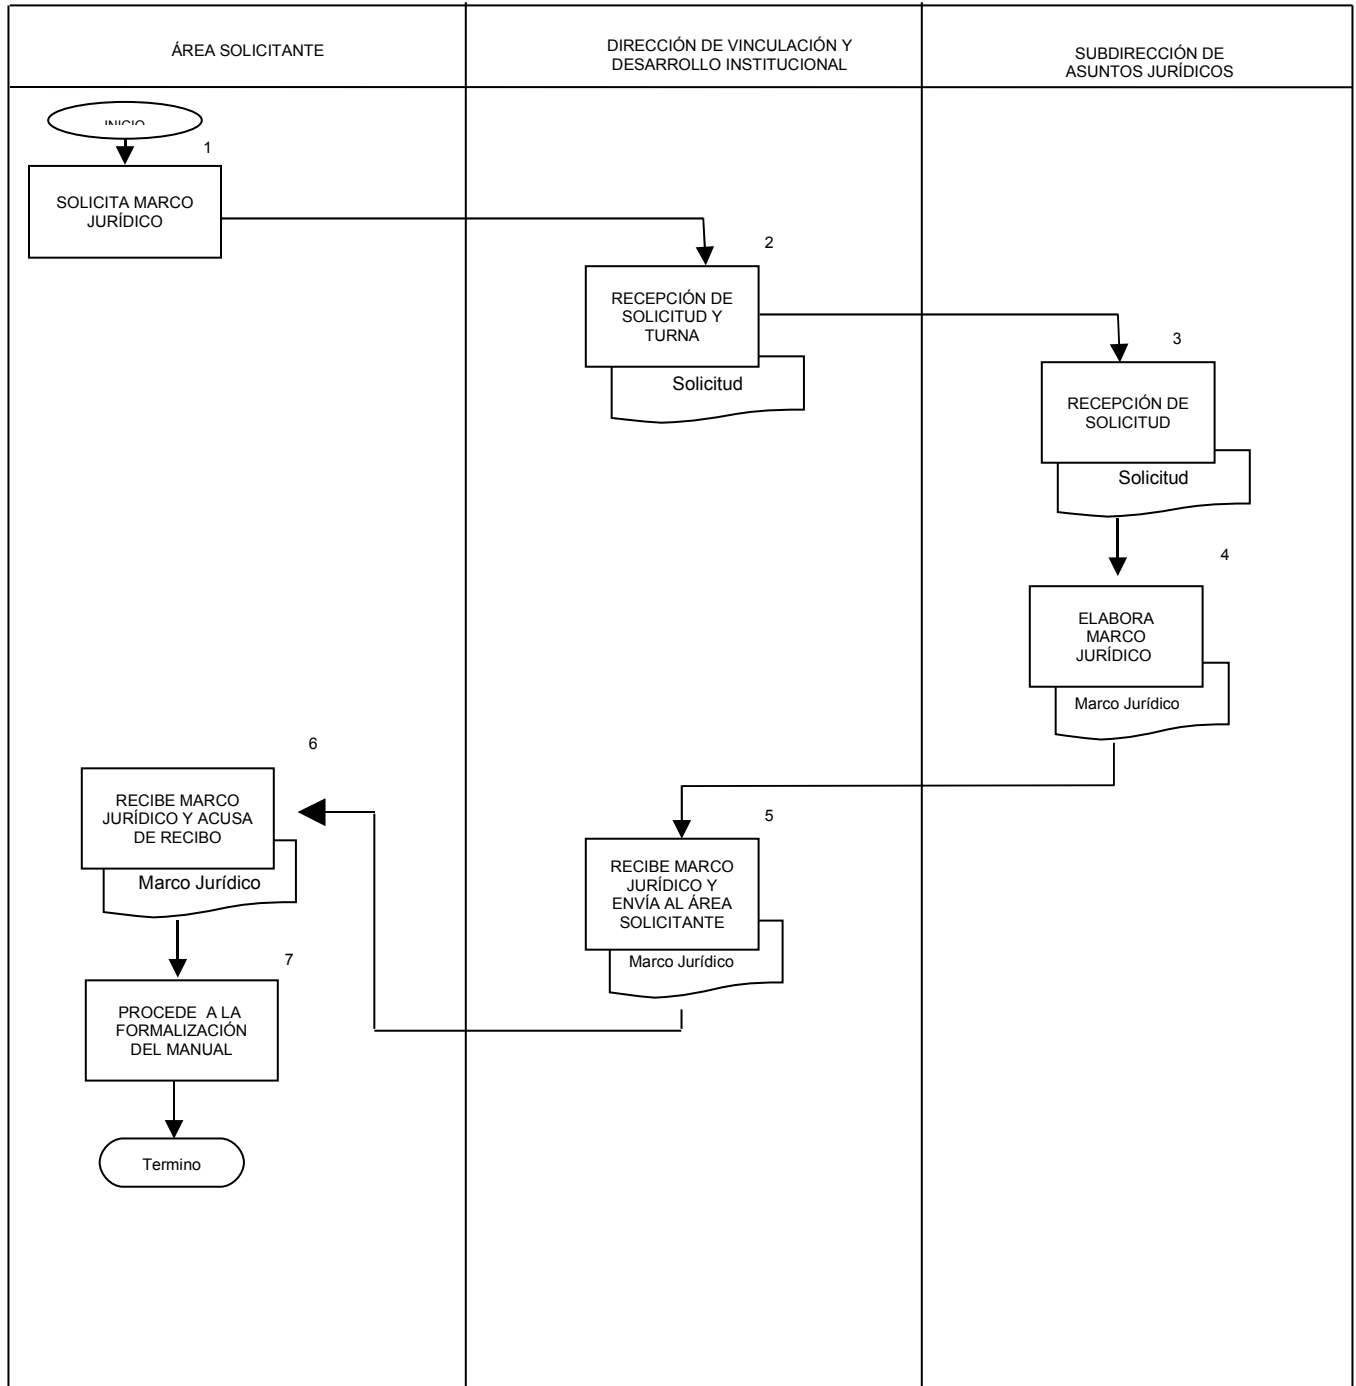 ÁREA SOLICITANTE
DIRECCIÓN DE VINCULACIÓN Y
DESARROLLO INSTITUCIONAL
SUBDIRECCIÓN DE
ASUNTOS JURÍDICOS
INICIO
1
SOLICITA MARCO
JURÍDICO
2
RECEPCIÓN DE
SOLICITUD Y
TURNA
Solicitud
3
RECEPCIÓN DE
SOLICITUD
Solicitud
4
ELABORA
MARCO
JURÍDICO
Marco Jurídico
5
RECIBE MARCO
JURÍDICO Y
ENVÍA AL ÁREA
SOLICITANTE
Marco Jurídico
6
RECIBE MARCO
JURÍDICO Y ACUSA
DE RECIBO
Marco Jurídico
7
PROCEDE A LA
FORMALIZACIÓN
DEL MANUAL
Termino